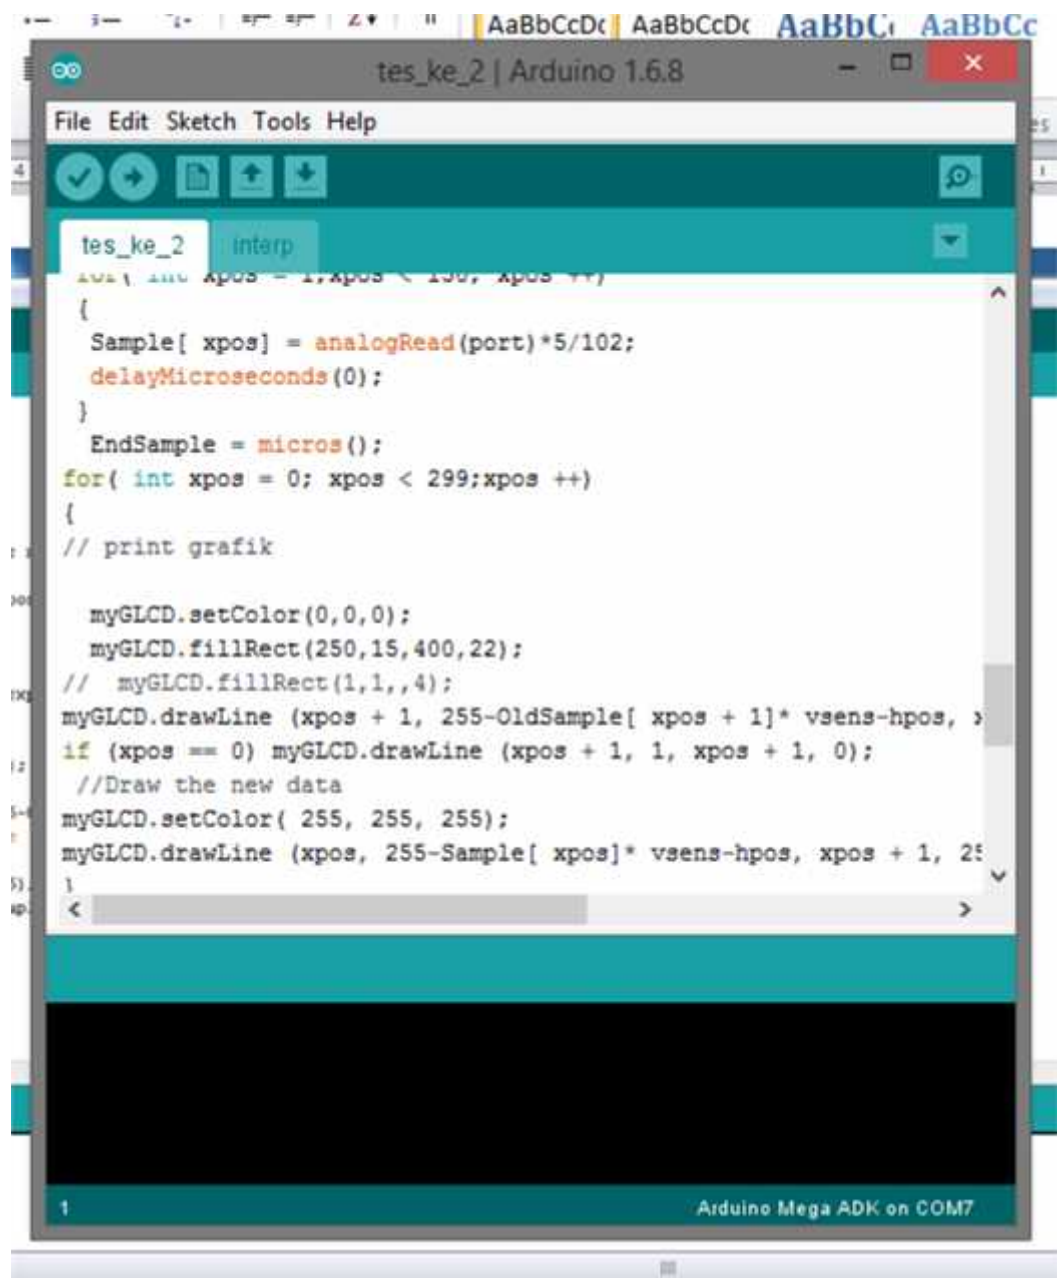 AaBbCcDc AaBbCcDc AaBbC AaBbCc
tes_ke_2 | Arduino 1.6.8
File Edit Sketch Tools Help
tes_ke_2 interp
{
Sample[ xpos] = analogRead(port)*5/102;
delayMicroseconds(0);
}
EndSample = micros();
for( int xpos = 0; xpos < 299;xpos ++)
{
// print grafik
myGLCD.setColor(0,0,0);
myGLCD.fillRect(250,15,400,22);
// myGLCD.fillRect(1,1,,4);
myGLCD.drawLine (xpos + 1, 255-OldSample[ xpos + 1]* vsens-hpos,
if (xpos == 0) myGLCD.drawLine (xpos + 1, 1, xpos + 1, 0);
//Draw the new data
myGLCD.setColor( 255, 255, 255);
myGLCD.drawLine (xpos, 255-Sample[ xpos]* vsens-hpos, xpos + 1,
}
1
Arduino Mega ADK on COM7